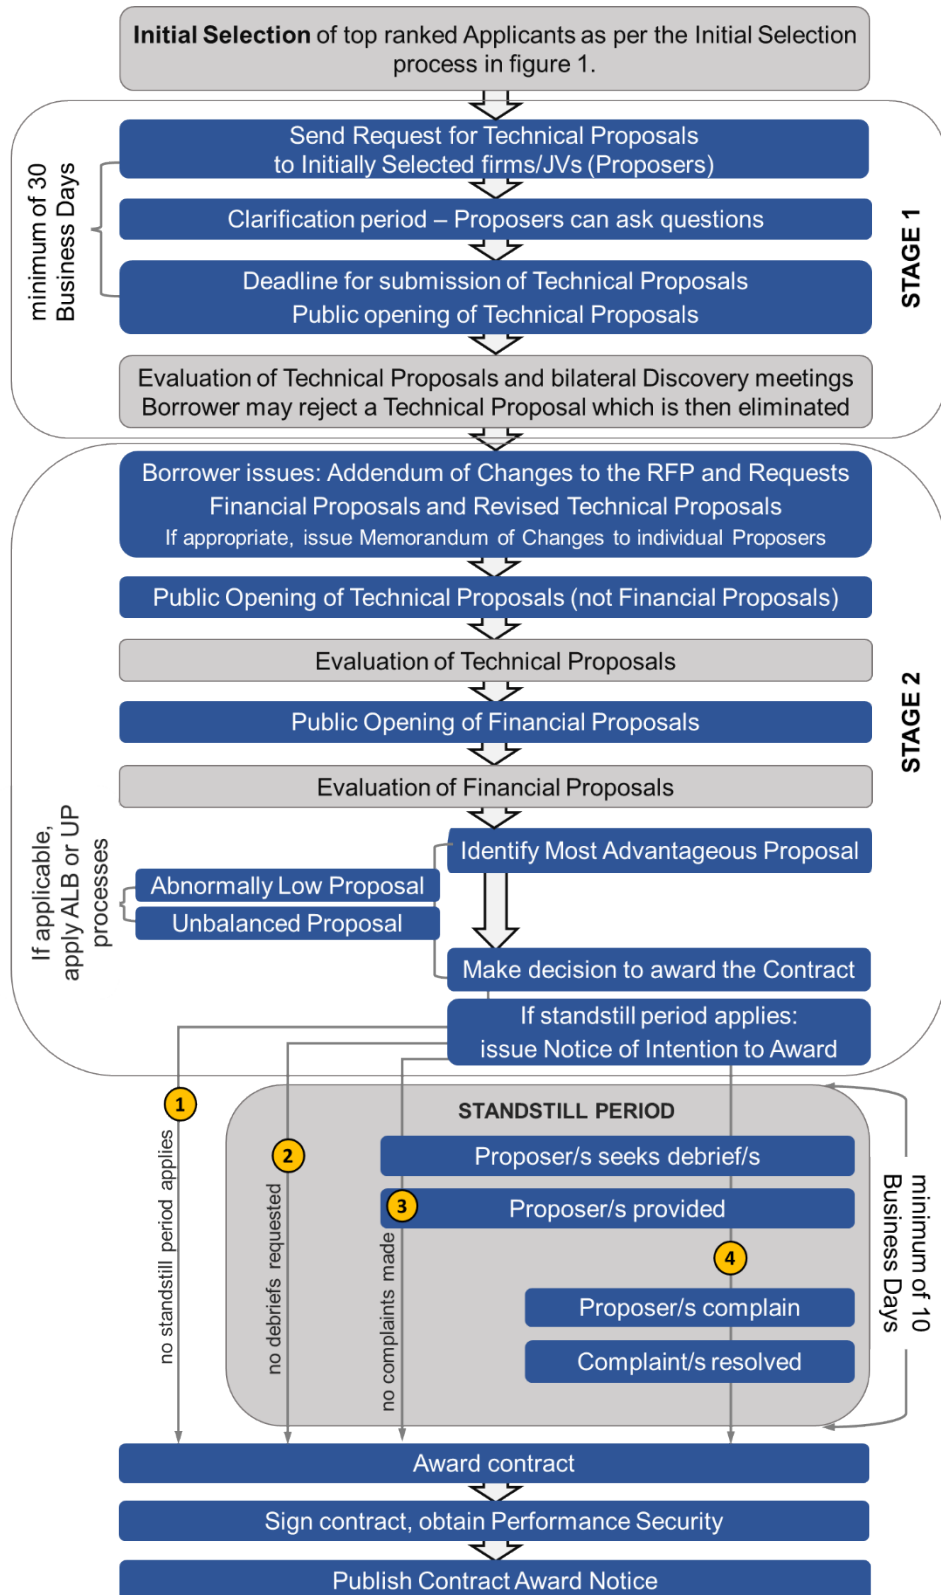 Initial Selection of top ranked Applicants as per the Initial Selection
process in figure 1.
minimum of 30
Business Days
STAGE 1
Send Request for Technical Proposals
to Initially Selected firms/JVs (Proposers)
Clarification period – Proposers can ask questions
Deadline for submission of Technical Proposals
Public opening of Technical Proposals
Evaluation of Technical Proposals and bilateral Discovery meetings
Borrower may reject a Technical Proposal which is then eliminated
STAGE 2
Borrower issues: Addendum of Changes to the RFP and Requests
Financial Proposals and Revised Technical Proposals
If appropriate, issue Memorandum of Changes to individual Proposers
Public Opening of Technical Proposals (not Financial Proposals)
Evaluation of Technical Proposals
Public Opening of Financial Proposals
Evaluation of Financial Proposals
Identify Most Advantageous Proposal
If applicable,
apply ALB or UP
processes
Abnormally Low Proposal
Unbalanced Proposal
Make decision to award the Contract
If standstill period applies:
issue Notice of Intention to Award
1
no standstill period applies
2
no debriefs requested
3
no complaints made
4
STANDSTILL PERIOD
Proposer/s seeks debrief/s
Proposer/s provided
Proposer/s complain
Complaint/s resolved
minimum of 10
Business Days
Award contract
Sign contract, obtain Performance Security
Publish Contract Award Notice